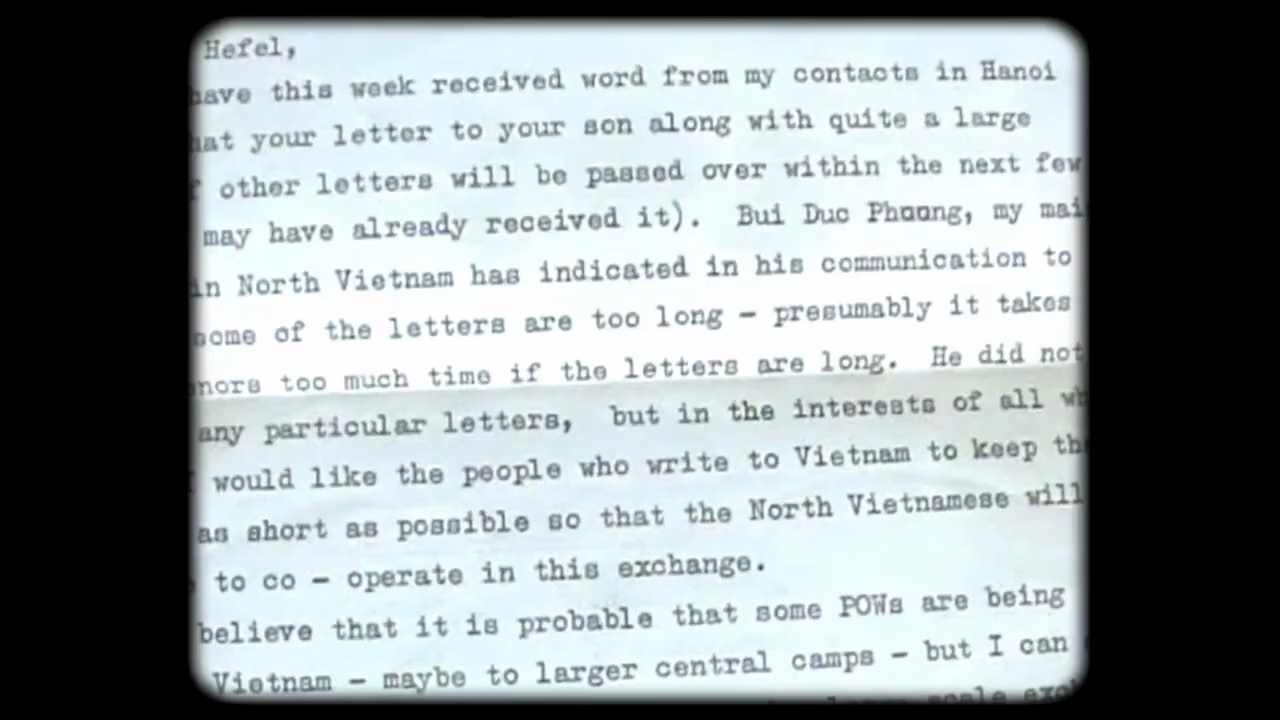 Hefel,
have this week received word from my contacts in Hanoi
hat your letter to your son along with quite a large
f other letters will be passed over within the next few
may have already received it). Bui Duc Phuong, my mai
in North Vietnam has indicated in his communication to
some of the letters are too long - presumably it takes
nors too much time if the letters are long. He did not
any particular letters, but in the interests of all wh
I would like the people who write to Vietnam to keep the
as short as possible so that the North Vietnamese will
to co - operate in this exchange.
believe that it is probable that some POWs are being
Vietnam - maybe to larger central camps - but I can
scale